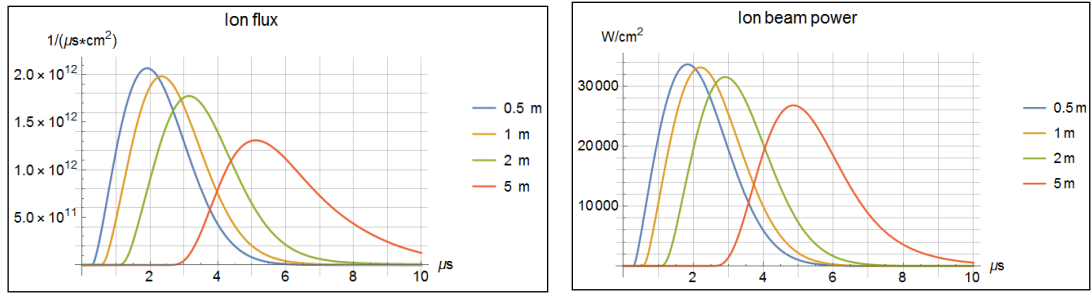 Ion flux
1/(μs*cm²)
2.0 × 10¹²
1.5 × 10¹²
1.0 × 10¹²
5.0 × 10¹¹
2 4 6 8 10 μs
0.5 m
1 m
2 m
5 m
Ion beam power
W/cm²
30000
20000
10000
2 4 6 8 10 μs
0.5 m
1 m
2 m
5 m